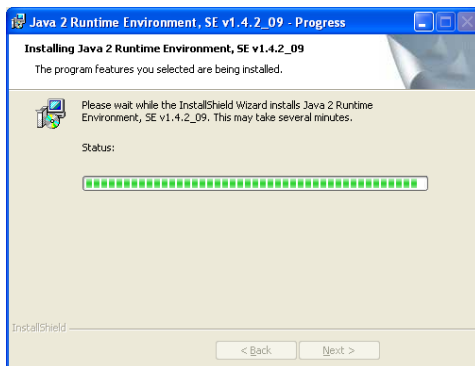 Java 2 Runtime Environment, SE v1.4.2_09 - Progress
Installing Java 2 Runtime Environment, SE v1.4.2_09
The program features you selected are being installed.
Please wait while the InstallShield Wizard installs Java 2 Runtime
Environment, SE v1.4.2_09. This may take several minutes.
Status:
InstallShield
< Back
Next >